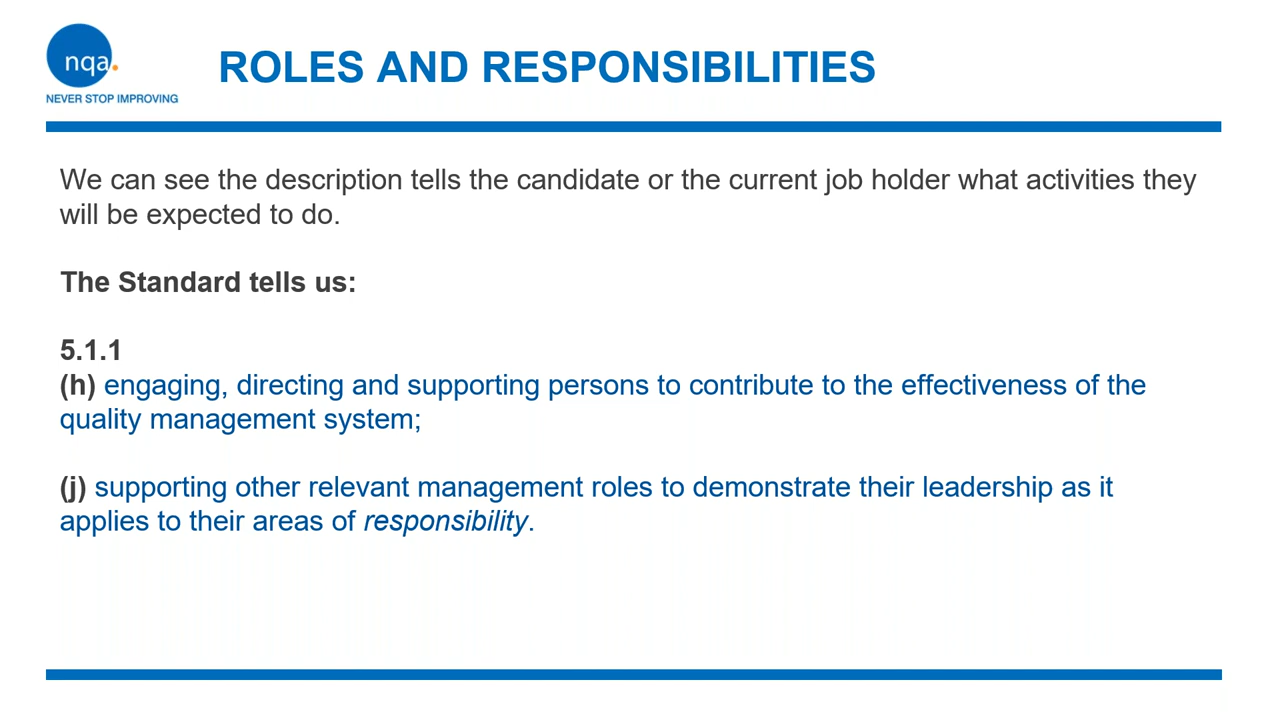 nqa.
NEVER STOP IMPROVING
ROLES AND RESPONSIBILITIES
We can see the description tells the candidate or the current job holder what activities they
will be expected to do.
The Standard tells us:
5.1.1
(h) engaging, directing and supporting persons to contribute to the effectiveness of the
quality management system;
(j) supporting other relevant management roles to demonstrate their leadership as it
applies to their areas of responsibility.